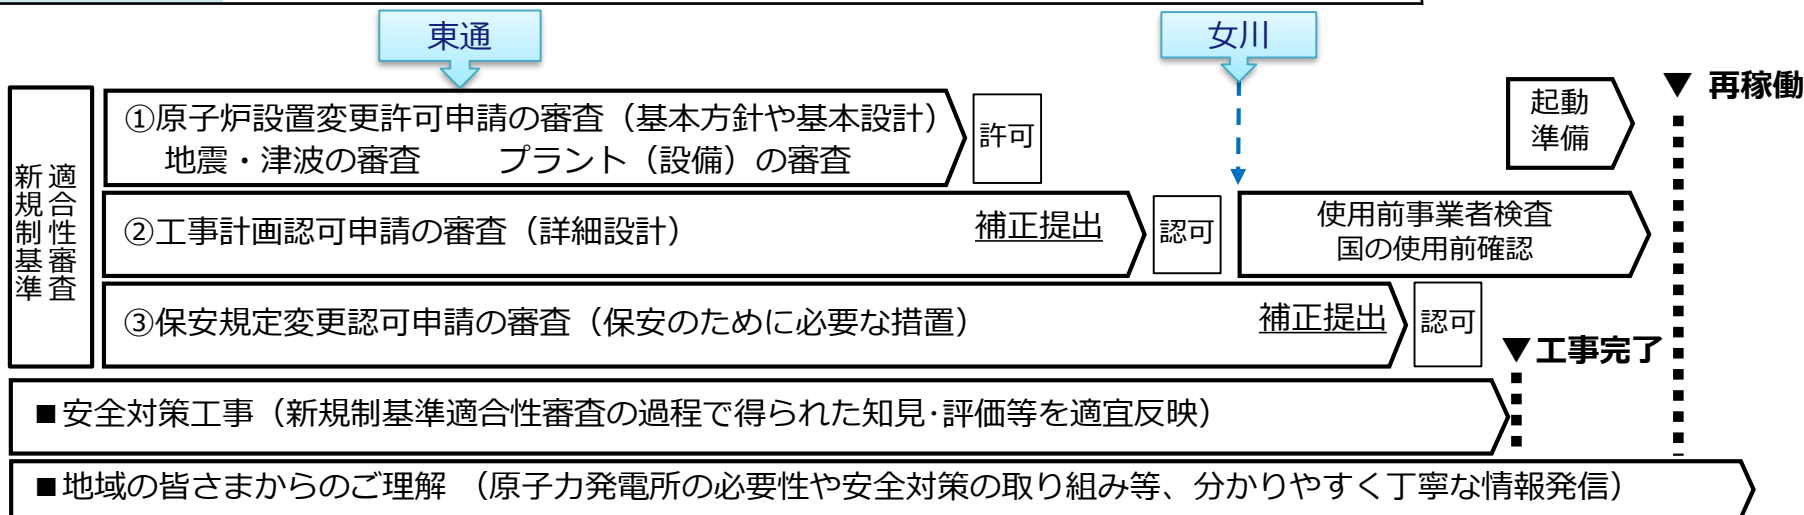 東通
女川
▼ 再稼働
新規制基準
適合性審査
①原子炉設置変更許可申請の審査（基本方針や基本設計）
地震・津波の審査　　プラント（設備）の審査
許可
起動
準備
②工事計画認可申請の審査（詳細設計）
補正提出
認可
使用前事業者検査
国の使用前確認
③保安規定変更認可申請の審査（保安のために必要な措置）
補正提出
認可
▼工事完了
■安全対策工事（新規制基準適合性審査の過程で得られた知見･評価等を適宜反映）
■地域の皆さまからのご理解 （原子力発電所の必要性や安全対策の取り組み等、分かりやすく丁寧な情報発信）